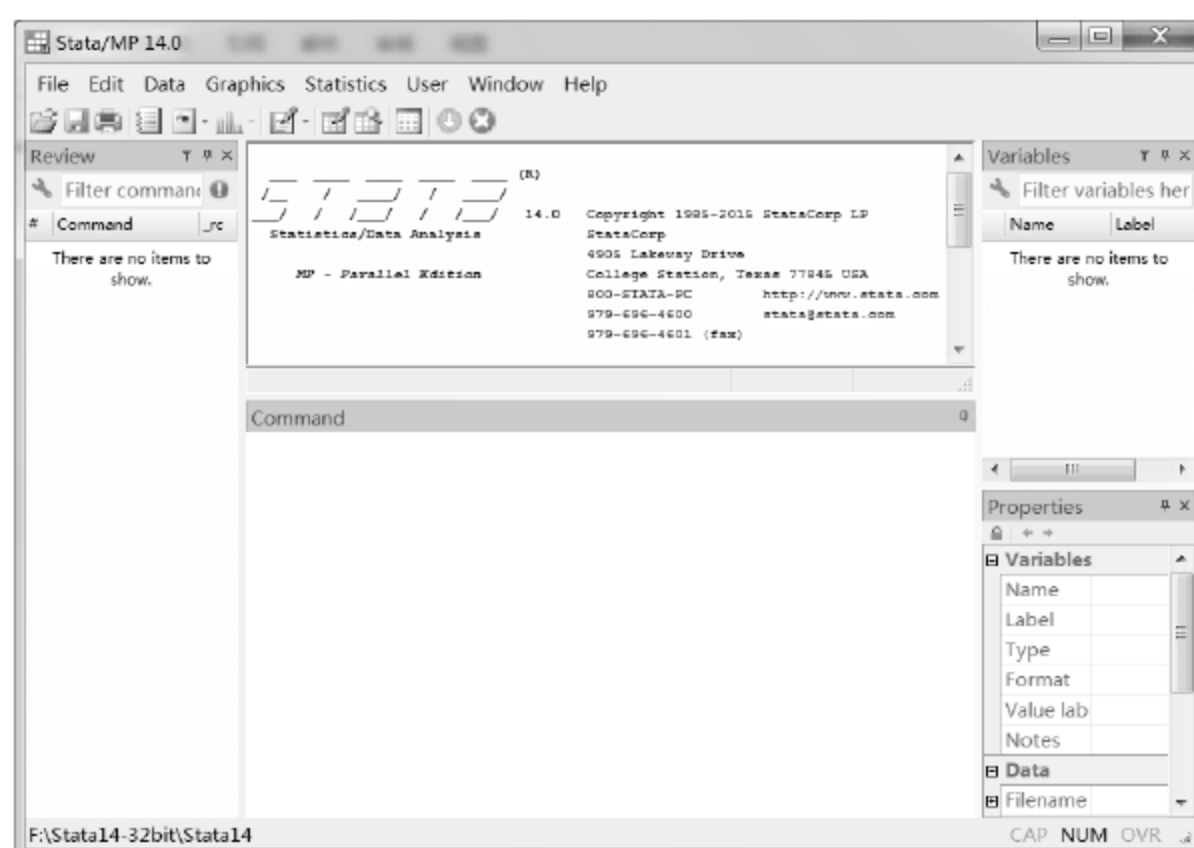 Stata/MP 14.0
File Edit Data Graphics Statistics User Window Help
Review
Filter comman
# Command _rc
There are no items to
show.
(R)
STATA
14.0 Copyright 1985-2015 StataCorp LP
Statistics/Data Analysis StataCorp
4905 Lakeway Drive
MP - Parallel Edition College Station, Texas 77845 USA
800-STATA-PC http://www.stata.com
979-696-4600 stata@stata.com
979-696-4601 (fax)
Command
Variables
Filter variables her
Name Label
There are no items to
show.
Properties
Variables
Name
Label
Type
Format
Value lab
Notes
Data
Filename
F:\Stata14-32bit\Stata14
CAP NUM OVR